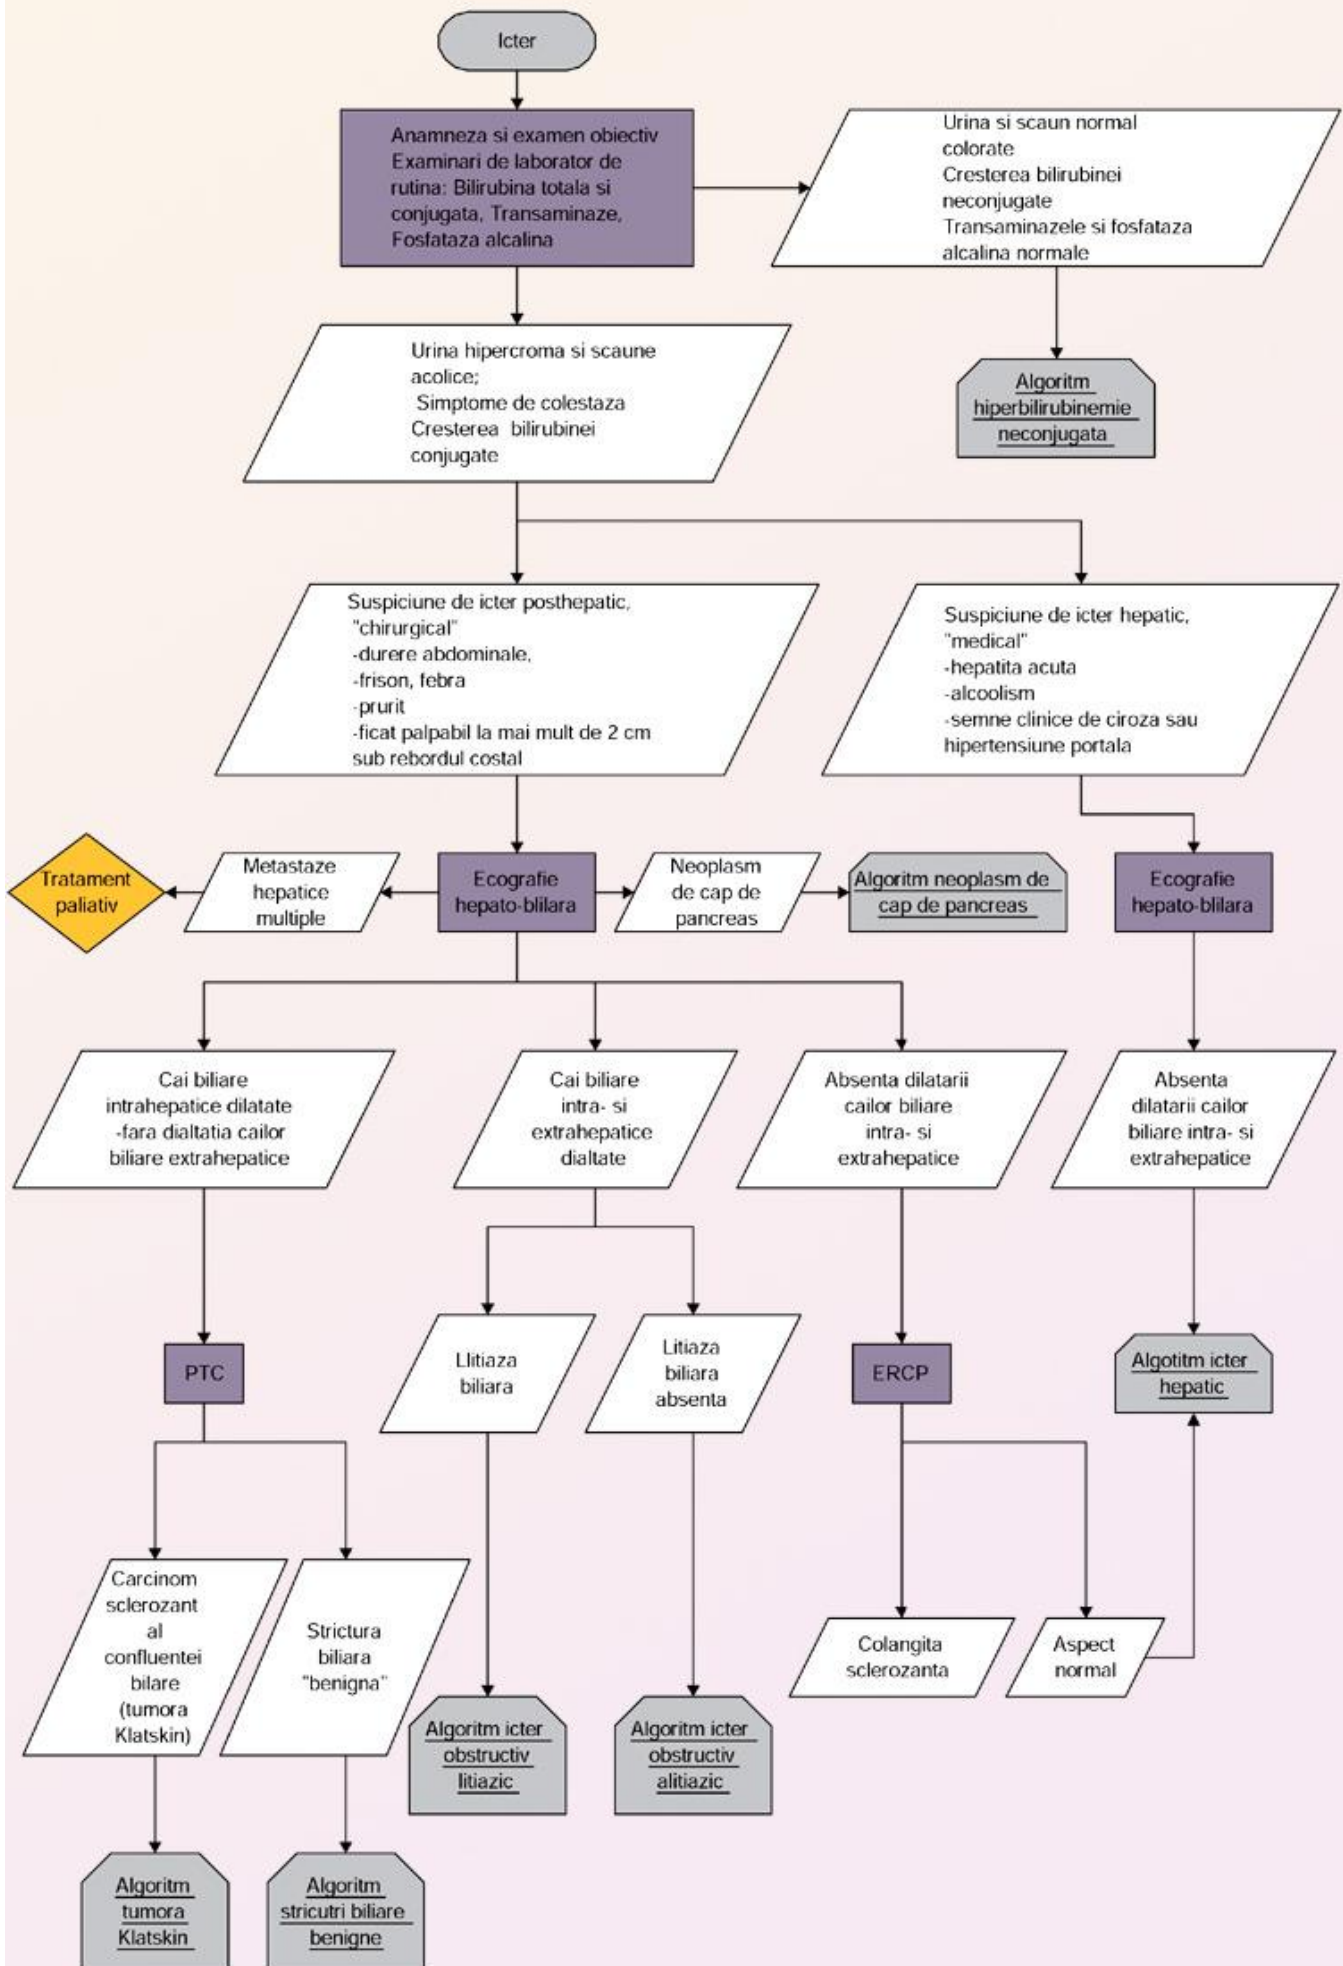 Icter
Anamneza si examen obiectiv
Examinari de laborator de
rutina: Bilirubina totala si
conjugata, Transaminaze,
Fosfataza alcalina
Urina si scaun normal
colorate
Cresterea bilirubinei
neconjugate
Transaminazele si fosfataza
alcalina normale
Urina hipercroma si scaune
acolice;
Simptome de colestaza
Cresterea bilirubinei
conjugate
Algoritm
hiperbilirubinemie
neconjugata
Suspiciune de icter posthepatic,
"chirurgical"
-durere abdominale,
-frison, febra
-prurit
-ficat palpabil la mai mult de 2 cm
sub rebordul costal
Suspiciune de icter hepatic,
"medical"
-hepatita acuta
-alcoolism
-semne clinice de ciroza sau
hipertensiune portala
Tratament
paliativ
Metastaze
hepatice
multiple
Ecografie
hepato-blilara
Neoplasm
de cap de
pancreas
Algoritm neoplasm de
cap de pancreas
Ecografie
hepato-blilara
Cai biliare
intrahepatice dilatate
-fara dialtatia cailor
biliare extrahepatice
Cai biliare
intra- si
extrahepatice
dialtate
Absenta dilatarii
cailor biliare
intra- si
extrahepatice
Absenta
dilatarii cailor
biliare intra- si
extrahepatice
PTC
Llitiaza
biliara
Litiaza
biliara
absenta
ERCP
Algotitm icter
hepatic
Carcinom
sclerozant
al
confluentei
bilare
(tumora
Klatskin)
Strictura
biliara
"benigna"
Colangita
sclerozanta
Aspect
normal
Algoritm icter
obstructiv
litiazic
Algoritm icter
obstructiv
alitiazic
Algoritm
tumora
Klatskin
Algoritm
stricutri biliare
benigne